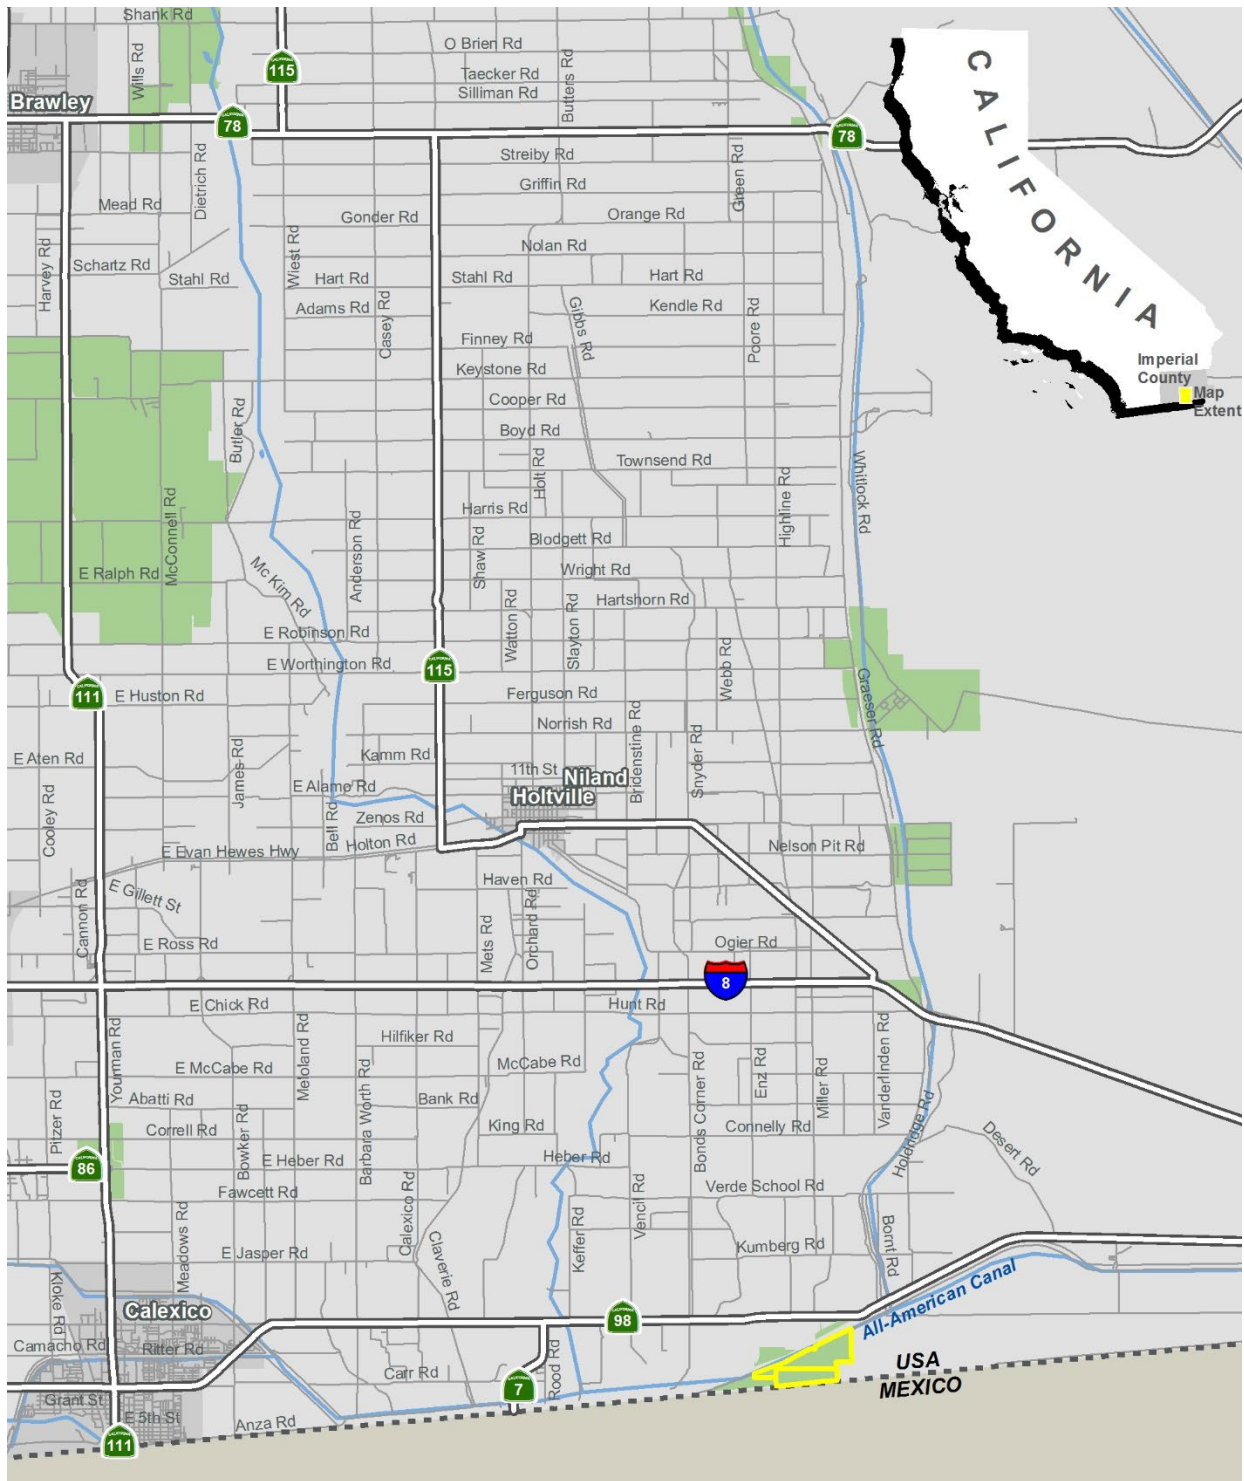 Shank Rd
Wills Rd
O Brien Rd
115
Taecker Rd
Silliman Rd
Butters Rd
CALIFORNIA
Brawley
78
78
Dietrich Rd
Streiby Rd
Green Rd
Griffin Rd
Mead Rd
Gonder Rd
Orange Rd
Harvey Rd
Wiest Rd
Nolan Rd
Schartz Rd
Stahl Rd
Hart Rd
Stahl Rd
Hart Rd
Adams Rd
Casey Rd
Gibbs Rd
Kendle Rd
Poore Rd
Finney Rd
Keystone Rd
Imperial
County
Map
Extent
Cooper Rd
Butler Rd
Boyd Rd
Holt Rd
Townsend Rd
Whitlock Rd
McConnell Rd
Harris Rd
Highline Rd
Anderson Rd
Shaw Rd
Blodgett Rd
E Ralph Rd
Mc Kim Rd
Wright Rd
Hartshorn Rd
Watton Rd
Slayton Rd
E Robinson Rd
E Worthington Rd
115
Webb Rd
111
E Huston Rd
Ferguson Rd
Graeser Rd
Norrish Rd
Bridenstine Rd
Snyder Rd
E Aten Rd
James Rd
Kamm Rd
11th St
Niland
Holtville
E Alamo Rd
Cooley Rd
Bell Rd
Zenos Rd
Holton Rd
E Evan Hewes Hwy
Nelson Pit Rd
Haven Rd
E Gillett St
Cannon Rd
Mets Rd
Orchard Rd
E Ross Rd
Ogier Rd
8
E Chick Rd
Hunt Rd
Yourman Rd
Meloland Rd
Hilfiker Rd
Vanderlinden Rd
E McCabe Rd
McCabe Rd
Bonds Corner Rd
Enz Rd
Miller Rd
Abatti Rd
Bank Rd
Pitzer Rd
Barbara Worth Rd
Correll Rd
King Rd
Connelly Rd
Bowker Rd
Holdridge Rd
Desert Rd
86
E Heber Rd
Heber Rd
Fawcett Rd
Verde School Rd
Meadows Rd
Calexico Rd
Keffer Rd
Vencil Rd
Bornt Rd
E Jasper Rd
Claverie Rd
Kumberg Rd
Kloke Rd
Calexico
All-American Canal
98
Camacho Rd
Ritter Rd
Carr Rd
Rood Rd
7
USA
MEXICO
Grant St
E 5th St
Anza Rd
111